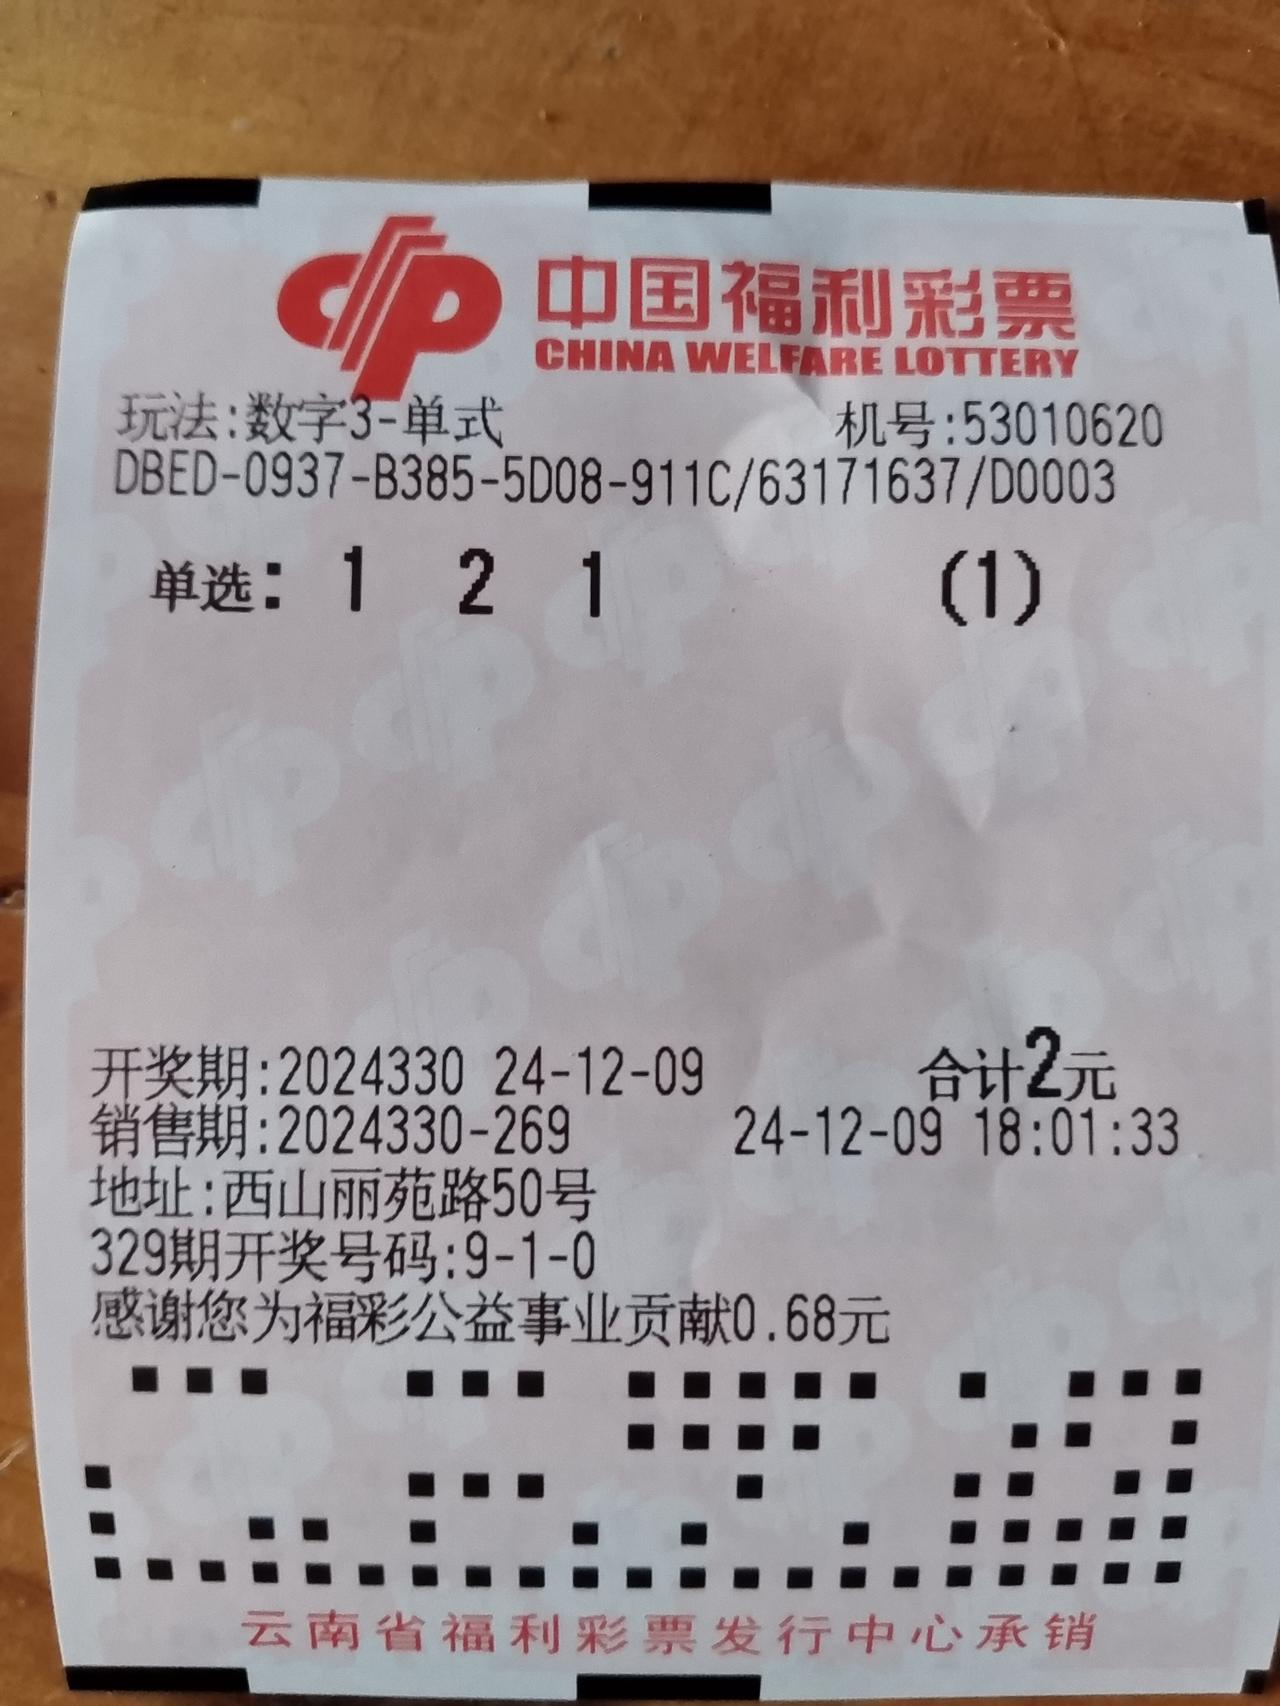 中国福利彩票
CHINA WELFARE LOTTERY
玩法:数字3-单式 机号:53010620
DBED-0937-B385-5D08-911C/63171637/D0003
单选: 1 2 1 (1)
开奖期:2024330 24-12-09 合计2元
销售期:2024330-269 24-12-09 18:01:33
地址:西山丽苑路50号
329期开奖号码:9-1-0
感谢您为福彩公益事业贡献0.68元
云南省福利彩票发行中心承销